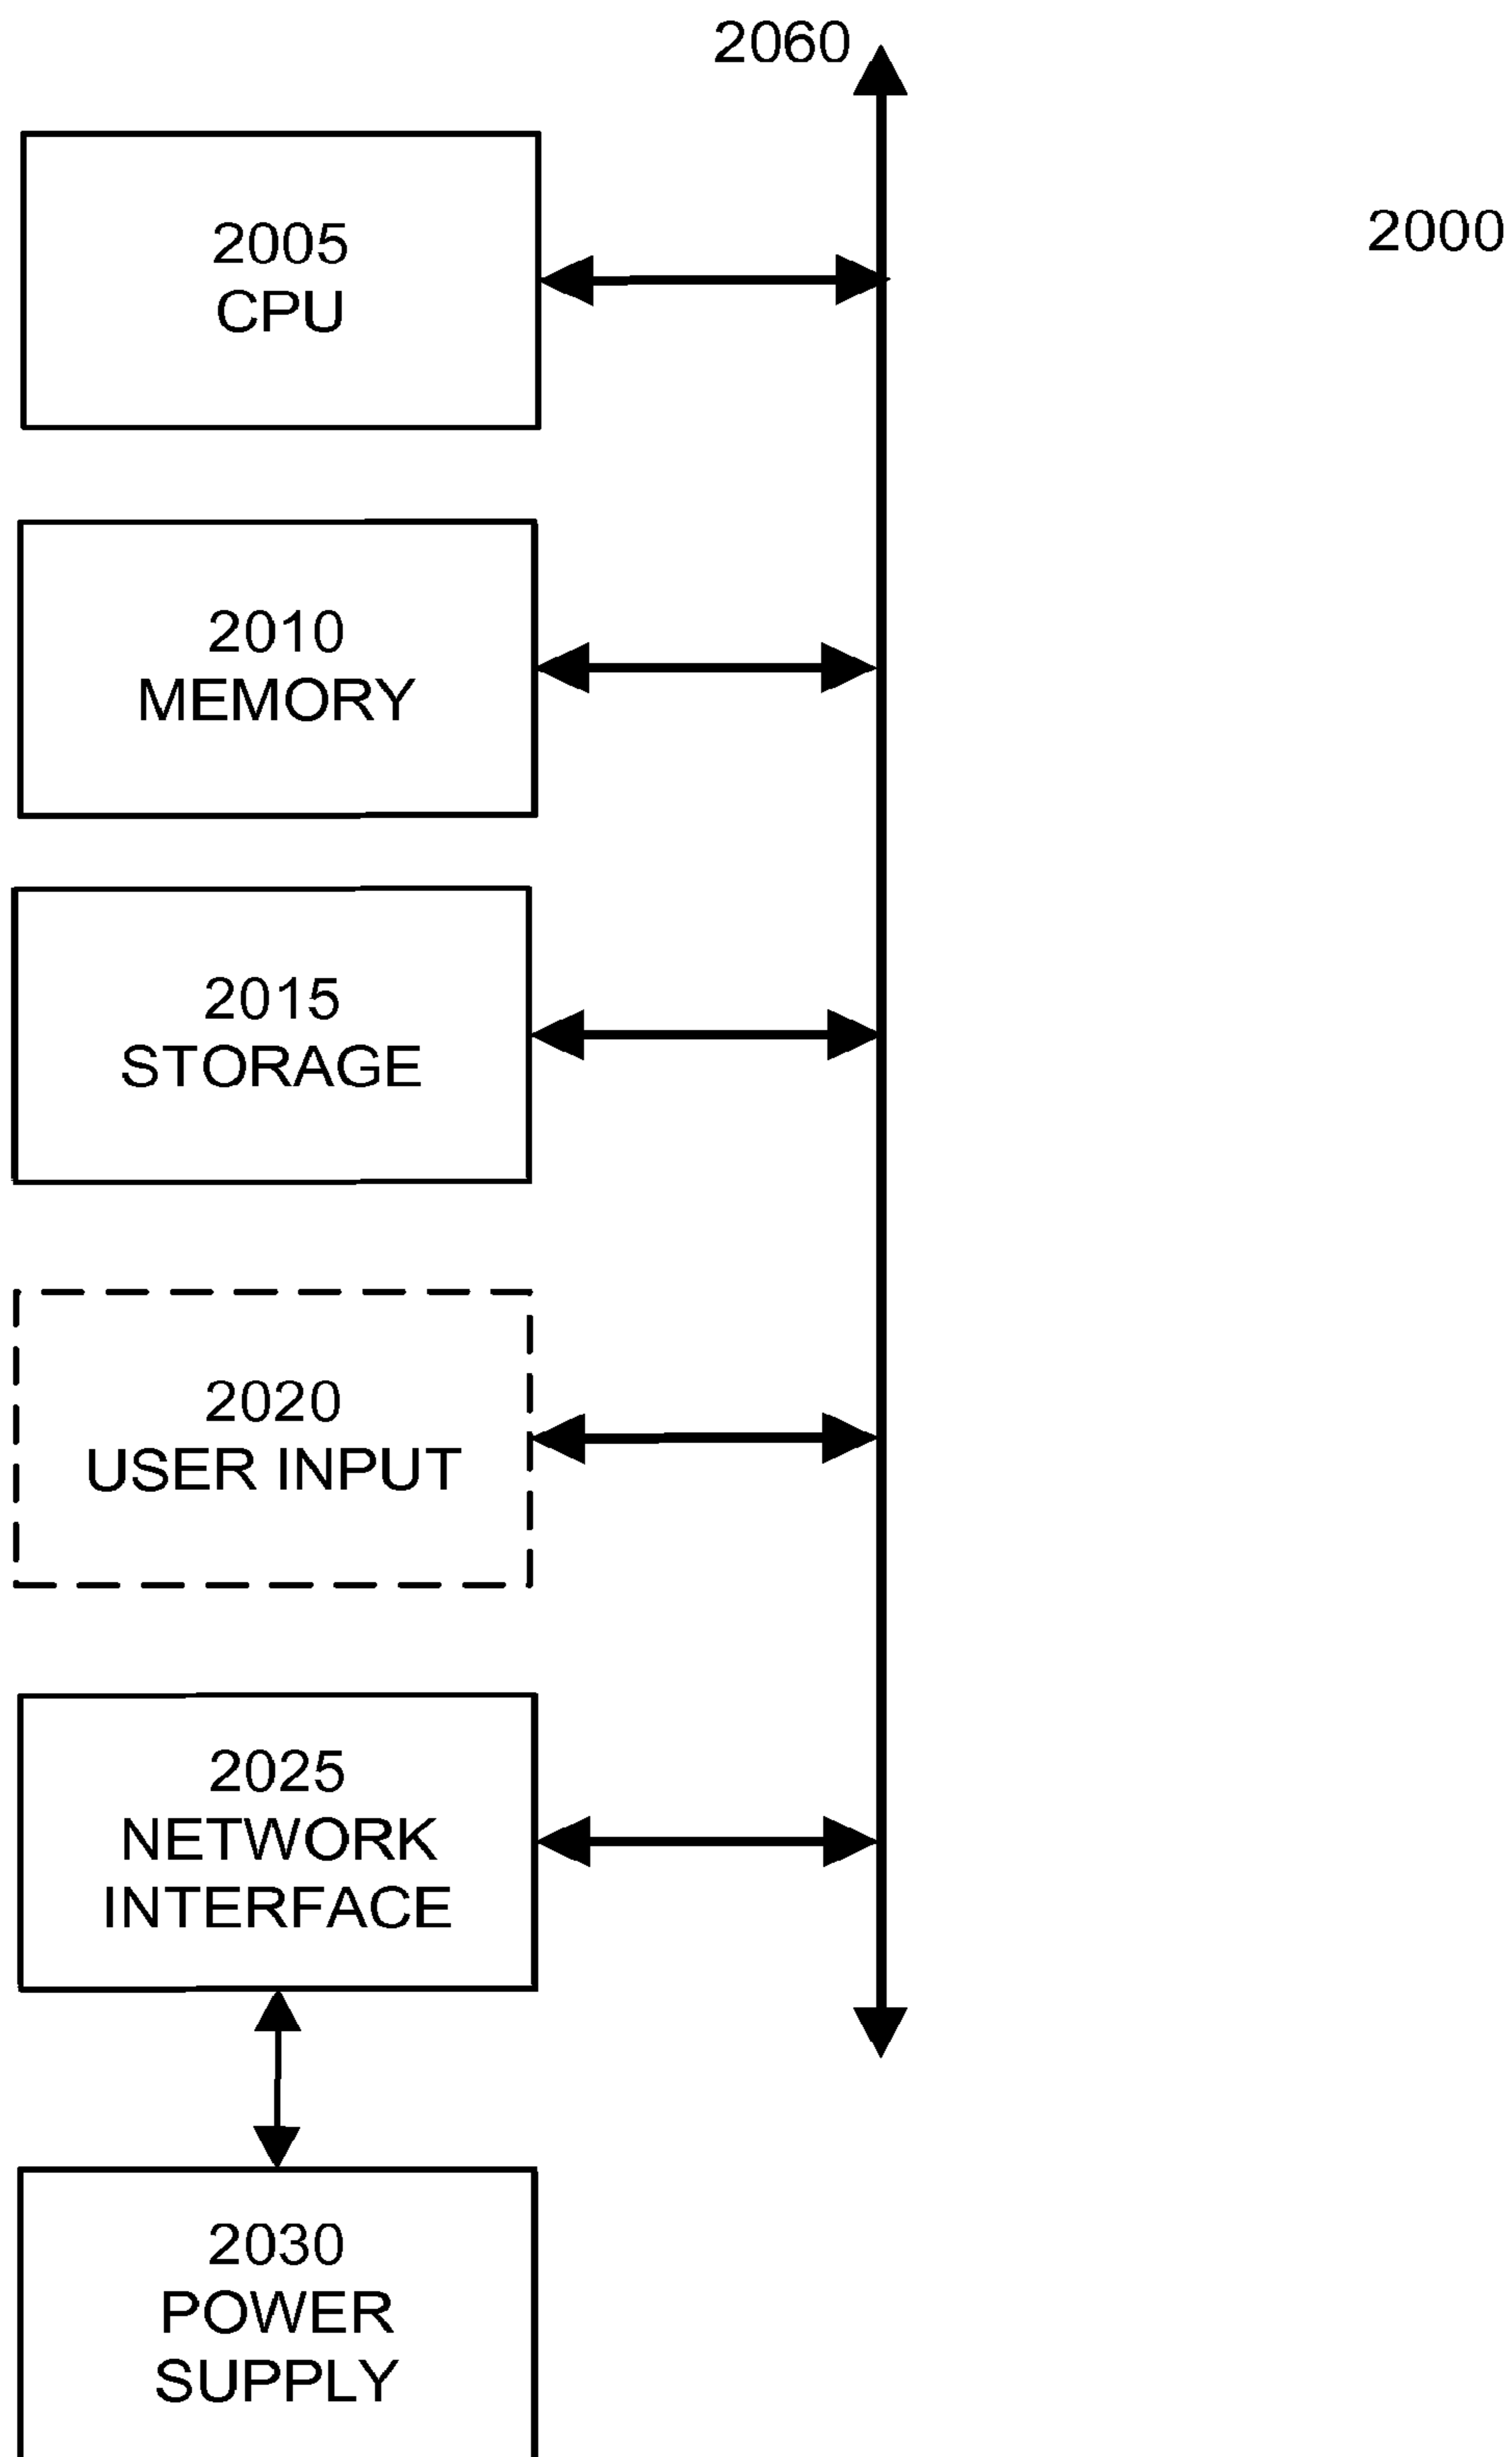 2060
2000
2005
CPU
2010
MEMORY
2015
STORAGE
2020
USER INPUT
2025
NETWORK
INTERFACE
2030
POWER
SUPPLY